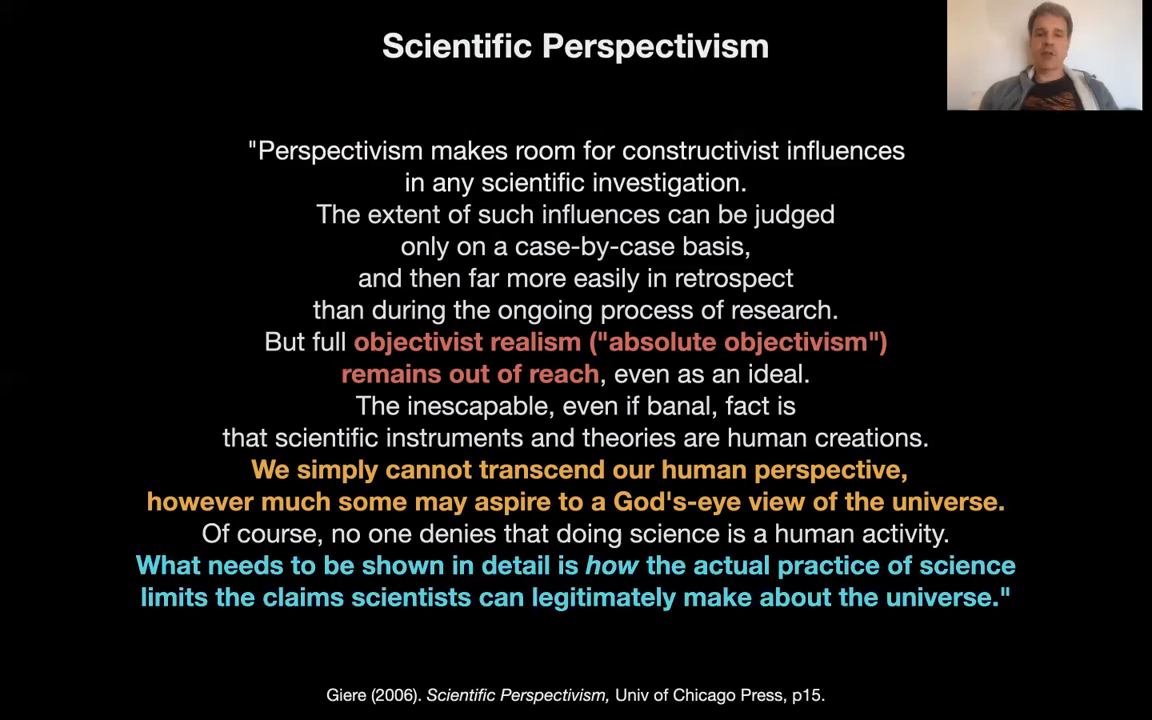 Scientific Perspectivism
"Perspectivism makes room for constructivist influences
in any scientific investigation.
The extent of such influences can be judged
only on a case-by-case basis,
and then far more easily in retrospect
than during the ongoing process of research.
But full objectivist realism ("absolute objectivism")
remains out of reach, even as an ideal.
The inescapable, even if banal, fact is
that scientific instruments and theories are human creations.
We simply cannot transcend our human perspective,
however much some may aspire to a God's-eye view of the universe.
Of course, no one denies that doing science is a human activity.
What needs to be shown in detail is how the actual practice of science
limits the claims scientists can legitimately make about the universe."
Giere (2006). Scientific Perspectivism, Univ of Chicago Press, p15.